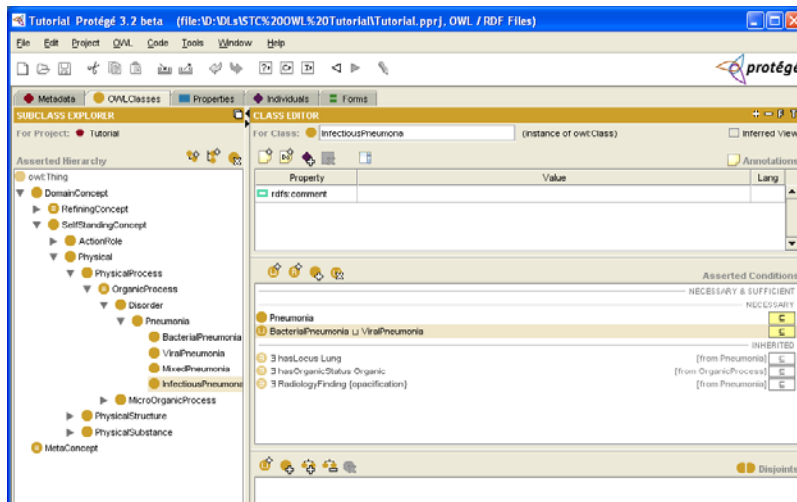 Tutorial Protégé 3.2 beta (file:\D:\DLs\STC%20OWL%20Tutorial\Tutorial.pprj, OWL / RDF Files)
File Edit Project OWL Code Tools Window Help
protégé
Metadata OWLClasses Properties Individuals Forms
SUBCLASS EXPLORER
For Project: Tutorial
Asserted Hierarchy
owl:Thing
DomainConcept
RefiningConcept
SelfStandingConcept
ActionRole
Physical
PhysicalProcess
OrganicProcess
Disorder
Pneumonia
BacterialPneumonia
ViralPneumonia
MixedPneumonia
InfectiousPneumona
MicroOrganicProcess
PhysicalStructure
PhysicalSubstance
MetaConcept
CLASS EDITOR
For Class: InfectiousPneumona (instance of owl:Class) Inferred View
Annotations
Property Value Lang
rdfs:comment
Asserted Conditions
NECESSARY & SUFFICIENT
NECESSARY
Pneumonia ⊑
BacterialPneumonia ⊔ ViralPneumonia ⊑
INHERITED
∃ hasLocus Lung [from Pneumonia] ⊑
∃ hasOrganicStatus Organic [from OrganicProcess] ⊑
∃ RadiologyFinding {opacification} [from Pneumonia] ⊑
Disjoints